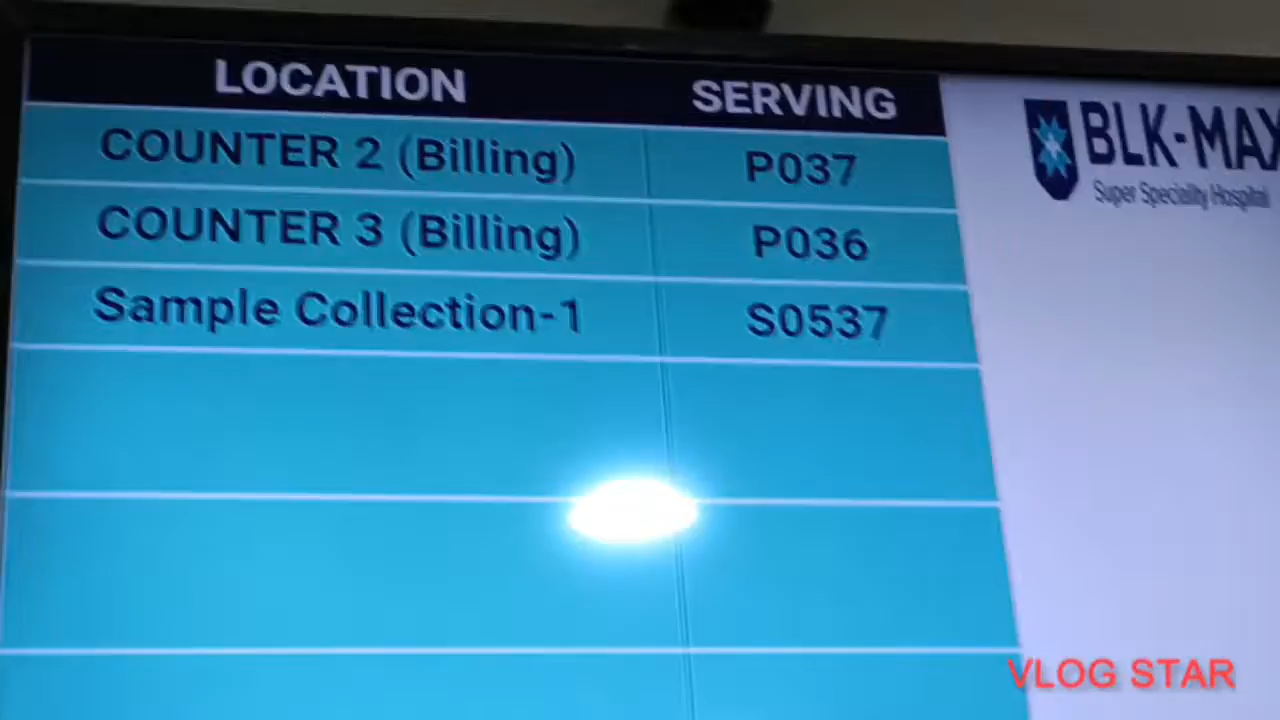 LOCATION SERVING
COUNTER 2 (Billing) P037
COUNTER 3 (Billing) P036
Sample Collection-1 S0537
BLK-MAX
Super Speciality Hospital
VLOG STAR